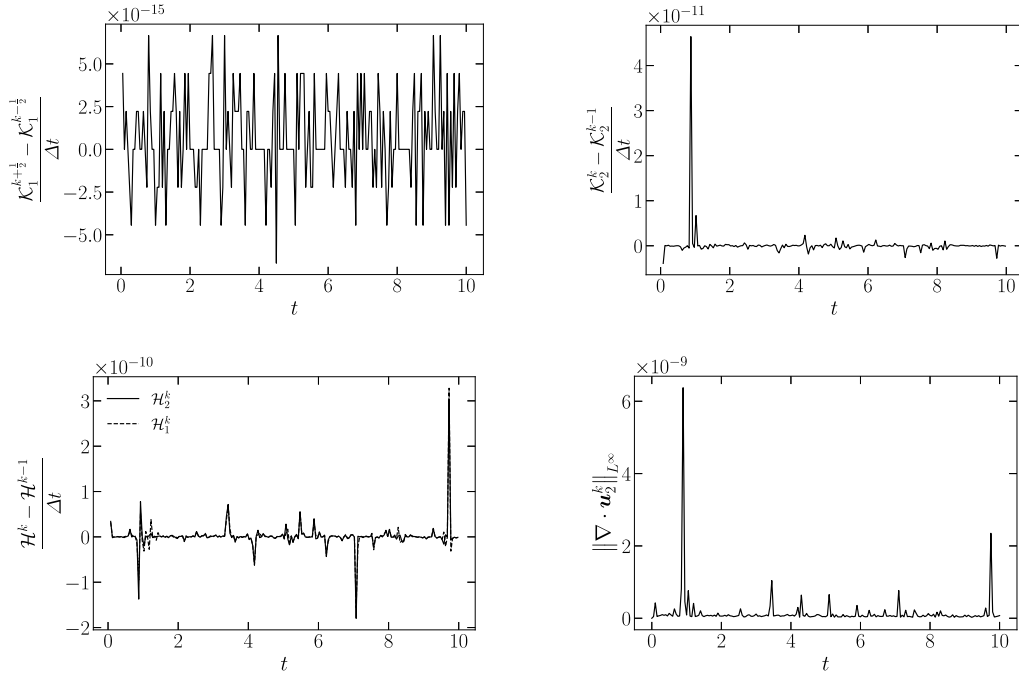 ×10⁻¹⁵
5.0
2.5
0.0
−2.5
−5.0
0 2 4 6 8 10
t
𝒦₁^{k+1/2} − 𝒦₁^{k−1/2}
Δt
×10⁻¹¹
4
3
2
1
0
0 2 4 6 8 10
t
𝒦₂^k − 𝒦₂^{k−1}
Δt
×10⁻¹⁰
3
2
1
0
−1
−2
0 2 4 6 8 10
t
ℋ^k − ℋ^{k−1}
Δt
ℋ₂^k
ℋ₁^k
×10⁻⁹
6
4
2
0
0 2 4 6 8 10
t
||∇ · u₂^k||_{L^∞}